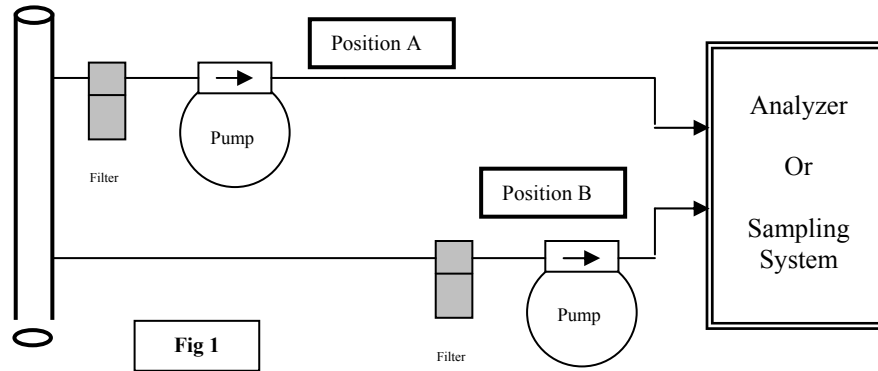 Position A
Pump
Filter
Analyzer
Or
Sampling
System
Position B
Pump
Filter
Fig 1